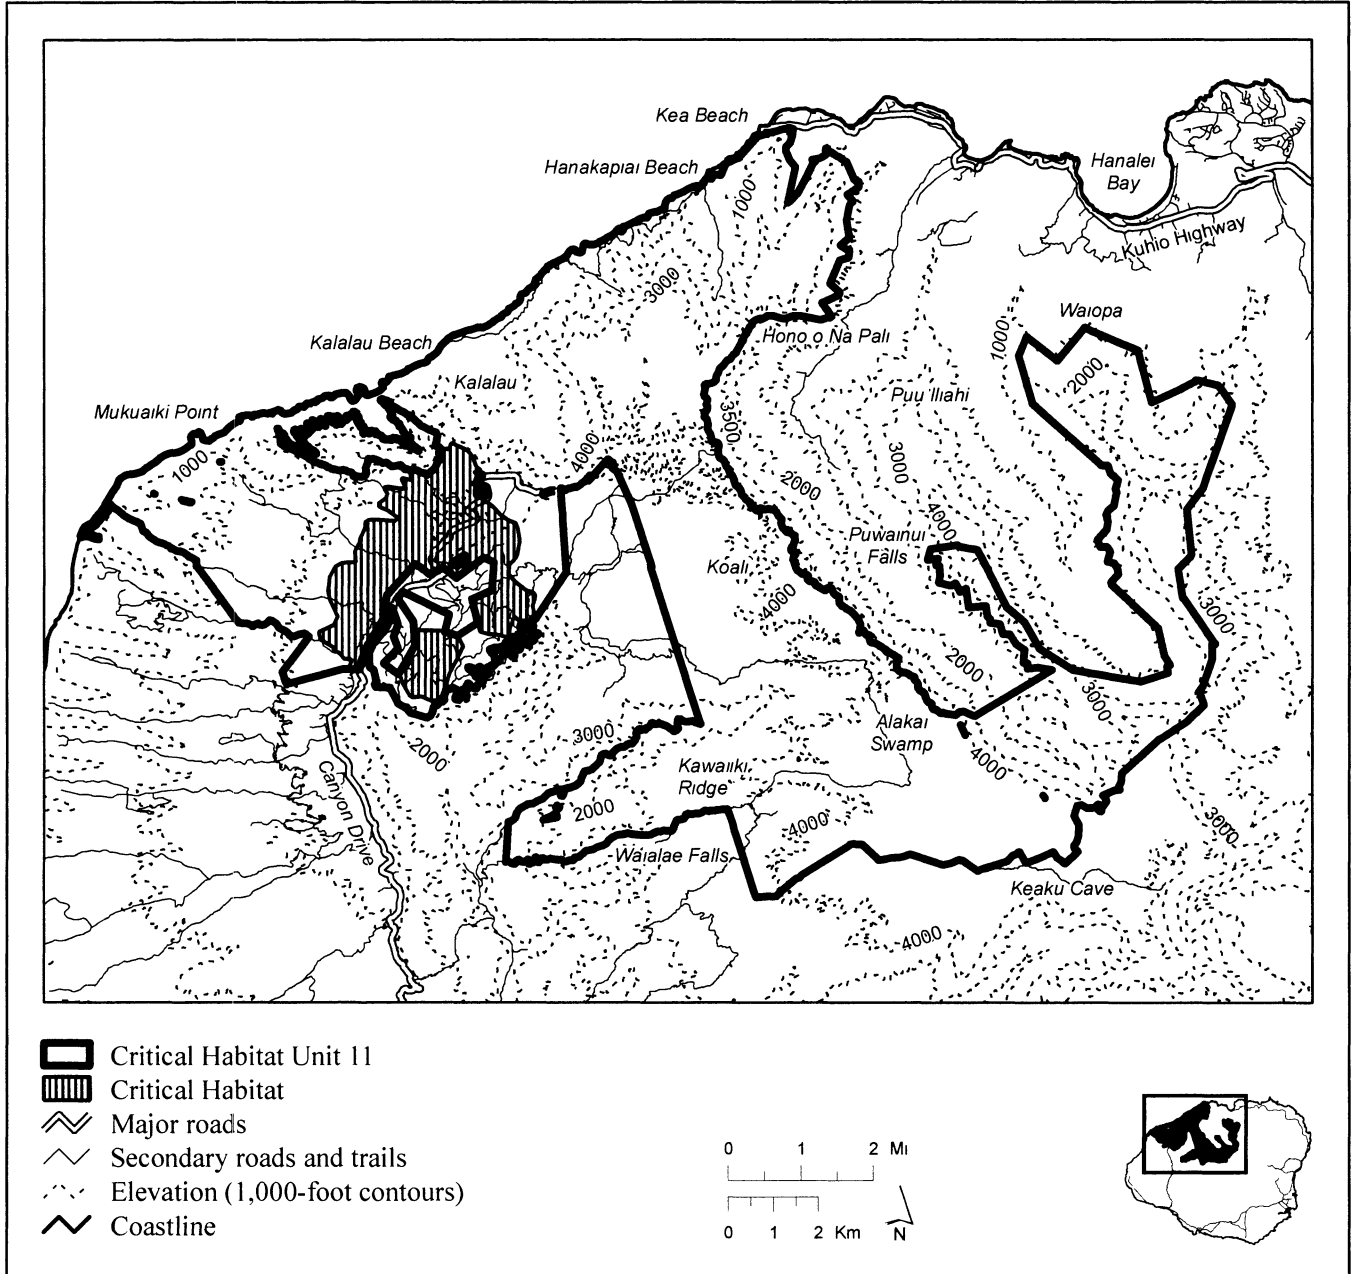 Kea Beach
Hanakapiai Beach
Hanalei
Bay
Kuhio Highway
1000
3000
Waiopa
1000
Hono o Na Pali
Kalalau Beach
Kalalau
2000
Puu Iliahi
Mukuaiki Point
3500
1000
4000
3000
2000
4000
Puwainui
Falls
Koali
4000
3000
2000
3000
Alakai
Swamp
3000
2000
4000
Kawaiiki
Ridge
Canyon Drive
2000
4000
3000
Waialae Falls
Keaku Cave
4000
Critical Habitat Unit 11
Critical Habitat
Major roads
Secondary roads and trails
Elevation (1,000-foot contours)
Coastline
0 1 2 Mi
0 1 2 Km
N